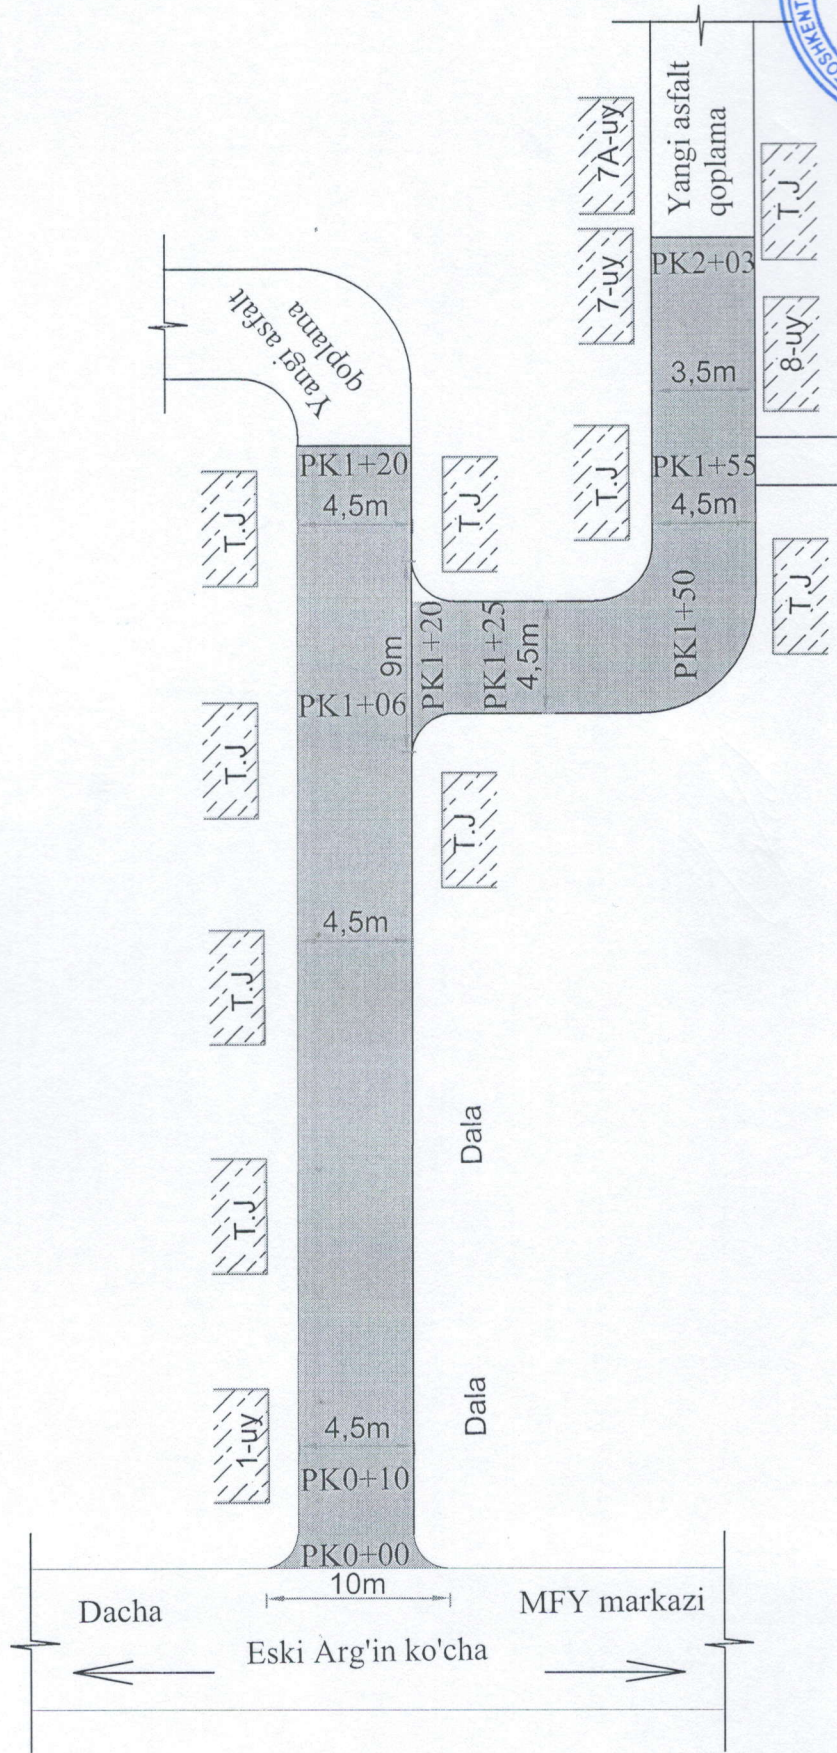 TOSHKENT
Yangi asfalt
qoplama
7A-uy
T.J
PK2+03
7-uy
8-uy
3,5m
Yangi asfalt
qoplama
PK1+20
4,5m
T.J
T.J
T.J
PK1+55
4,5m
T.J
PK1+50
9m
PK1+20
PK1+25
4,5m
PK1+06
T.J
T.J
4,5m
T.J
Dala
T.J
Dala
1-uy
4,5m
PK0+10
PK0+00
10m
Dacha
MFY markazi
Eski Arg'in ko'cha